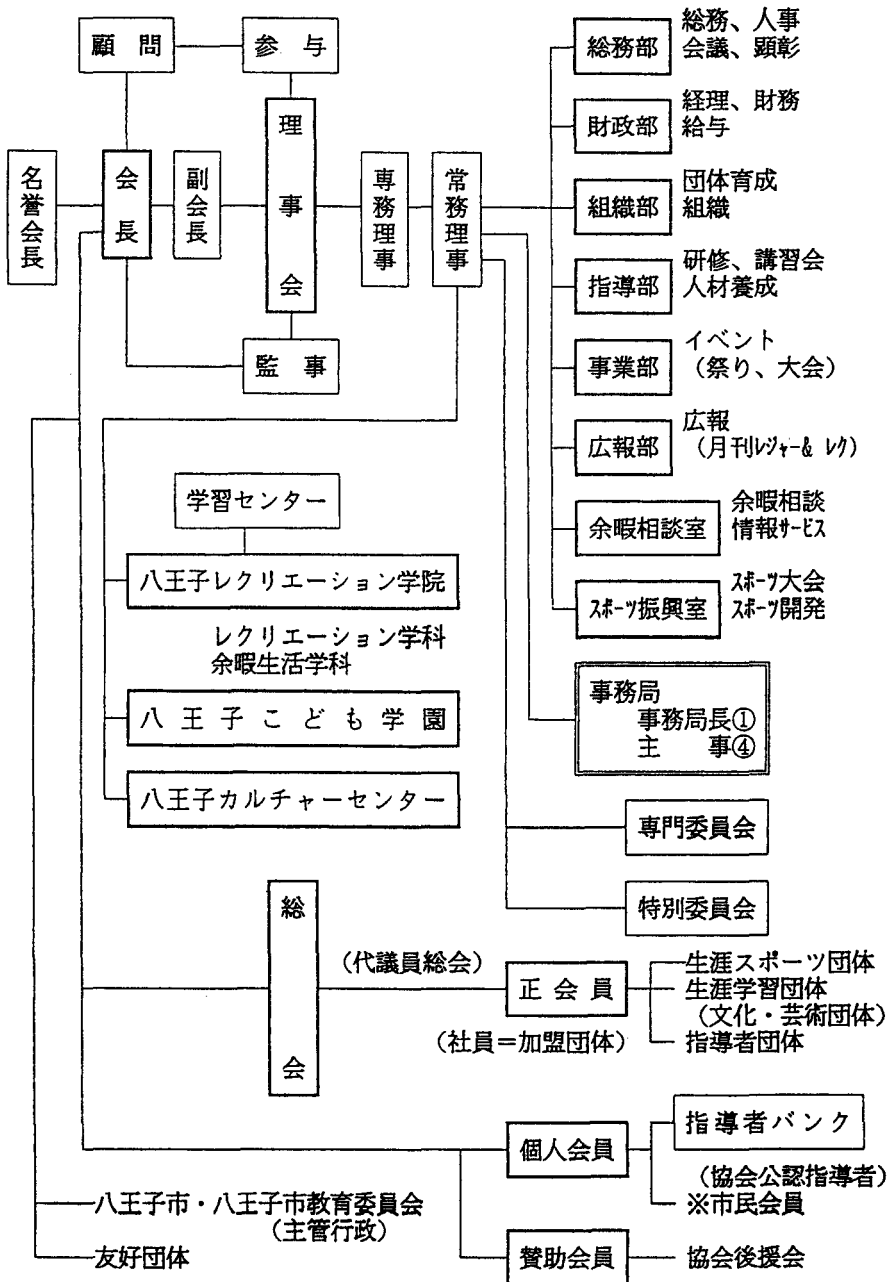 顧問
参与
名誉会長
会長
副会長
理事会
専務理事
常務理事
監事
総務部
総務、人事
会議、顕彰
財政部
経理、財務
給与
組織部
団体育成
組織
指導部
研修、講習会
人材養成
事業部
イベント
(祭り、大会)
広報部
広報
(月刊レジャー& レク)
余暇相談室
余暇相談
情報サービス
スポーツ振興室
スポーツ大会
スポーツ開発
事務局
事務局長①
主 事④
専門委員会
特別委員会
学習センター
八王子レクリエーション学院
レクリエーション学科
余暇生活学科
八王子こども学園
八王子カルチャーセンター
総会
(代議員総会)
正会員
(社員=加盟団体)
生涯スポーツ団体
生涯学習団体
(文化・芸術団体)
指導者団体
個人会員
指導者バンク
(協会公認指導者)
※市民会員
賛助会員
協会後援会
八王子市・八王子市教育委員会
(主管行政)
友好団体